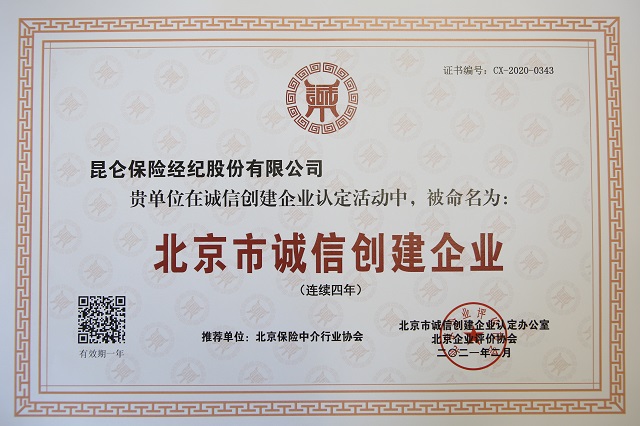 诚
证书编号：CX-2020-0343
昆仑保险经纪股份有限公司
贵单位在诚信创建企业认定活动中，被命名为：
北京市诚信创建企业
（连续四年）
有效期一年
推荐单位：北京保险中介行业协会
北京市诚信创建企业认定办公室
北京企业评价协会
二〇二一年二月